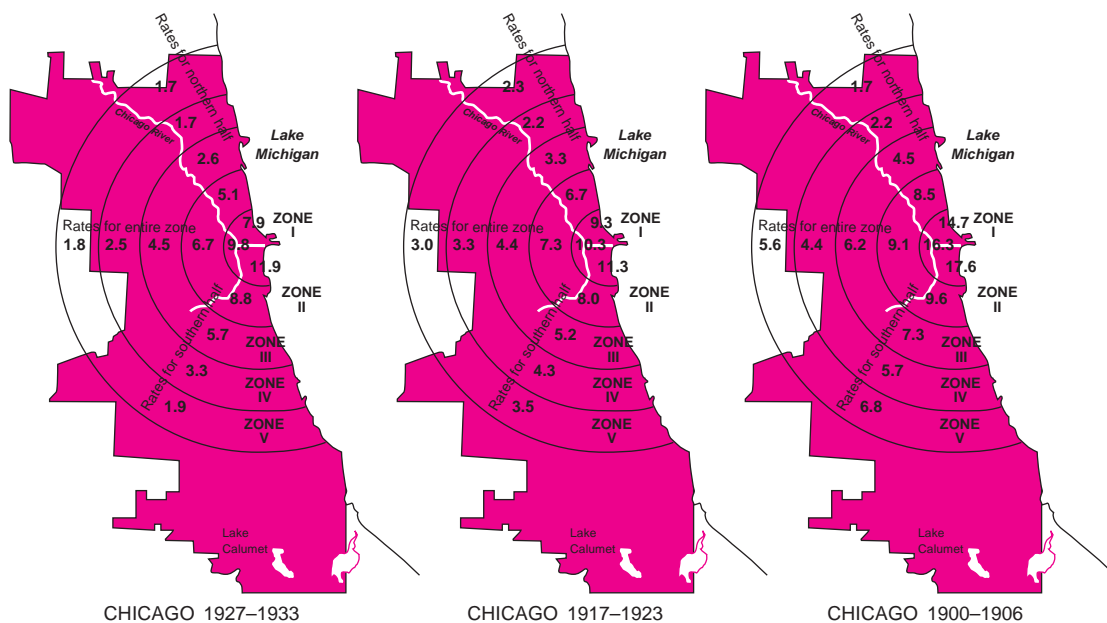 Rates for northern half
1.7
1.7
Chicago River
2.6
Lake
Michigan
5.1
7.9
ZONE
I
Rates for entire zone
1.8
2.5
4.5
6.7
9.8
11.9
8.8
ZONE
II
Rates for southern half
5.7
ZONE
III
3.3
ZONE
IV
1.9
ZONE
V
Lake
Calumet
CHICAGO 1927–1933
Rates for northern half
2.3
2.2
Chicago River
3.3
Lake
Michigan
6.7
9.3
ZONE
I
Rates for entire zone
3.0
3.3
4.4
7.3
10.3
11.3
8.0
ZONE
II
Rates for southern half
5.2
ZONE
III
4.3
ZONE
IV
3.5
ZONE
V
Lake
Calumet
CHICAGO 1917–1923
Rates for northern half
1.7
2.2
Chicago River
4.5
Lake
Michigan
8.5
14.7
ZONE
I
Rates for entire zone
5.6
4.4
6.2
9.1
16.3
17.6
9.6
ZONE
II
Rates for southern half
7.3
ZONE
III
5.7
ZONE
IV
6.8
ZONE
V
Lake
Calumet
CHICAGO 1900–1906